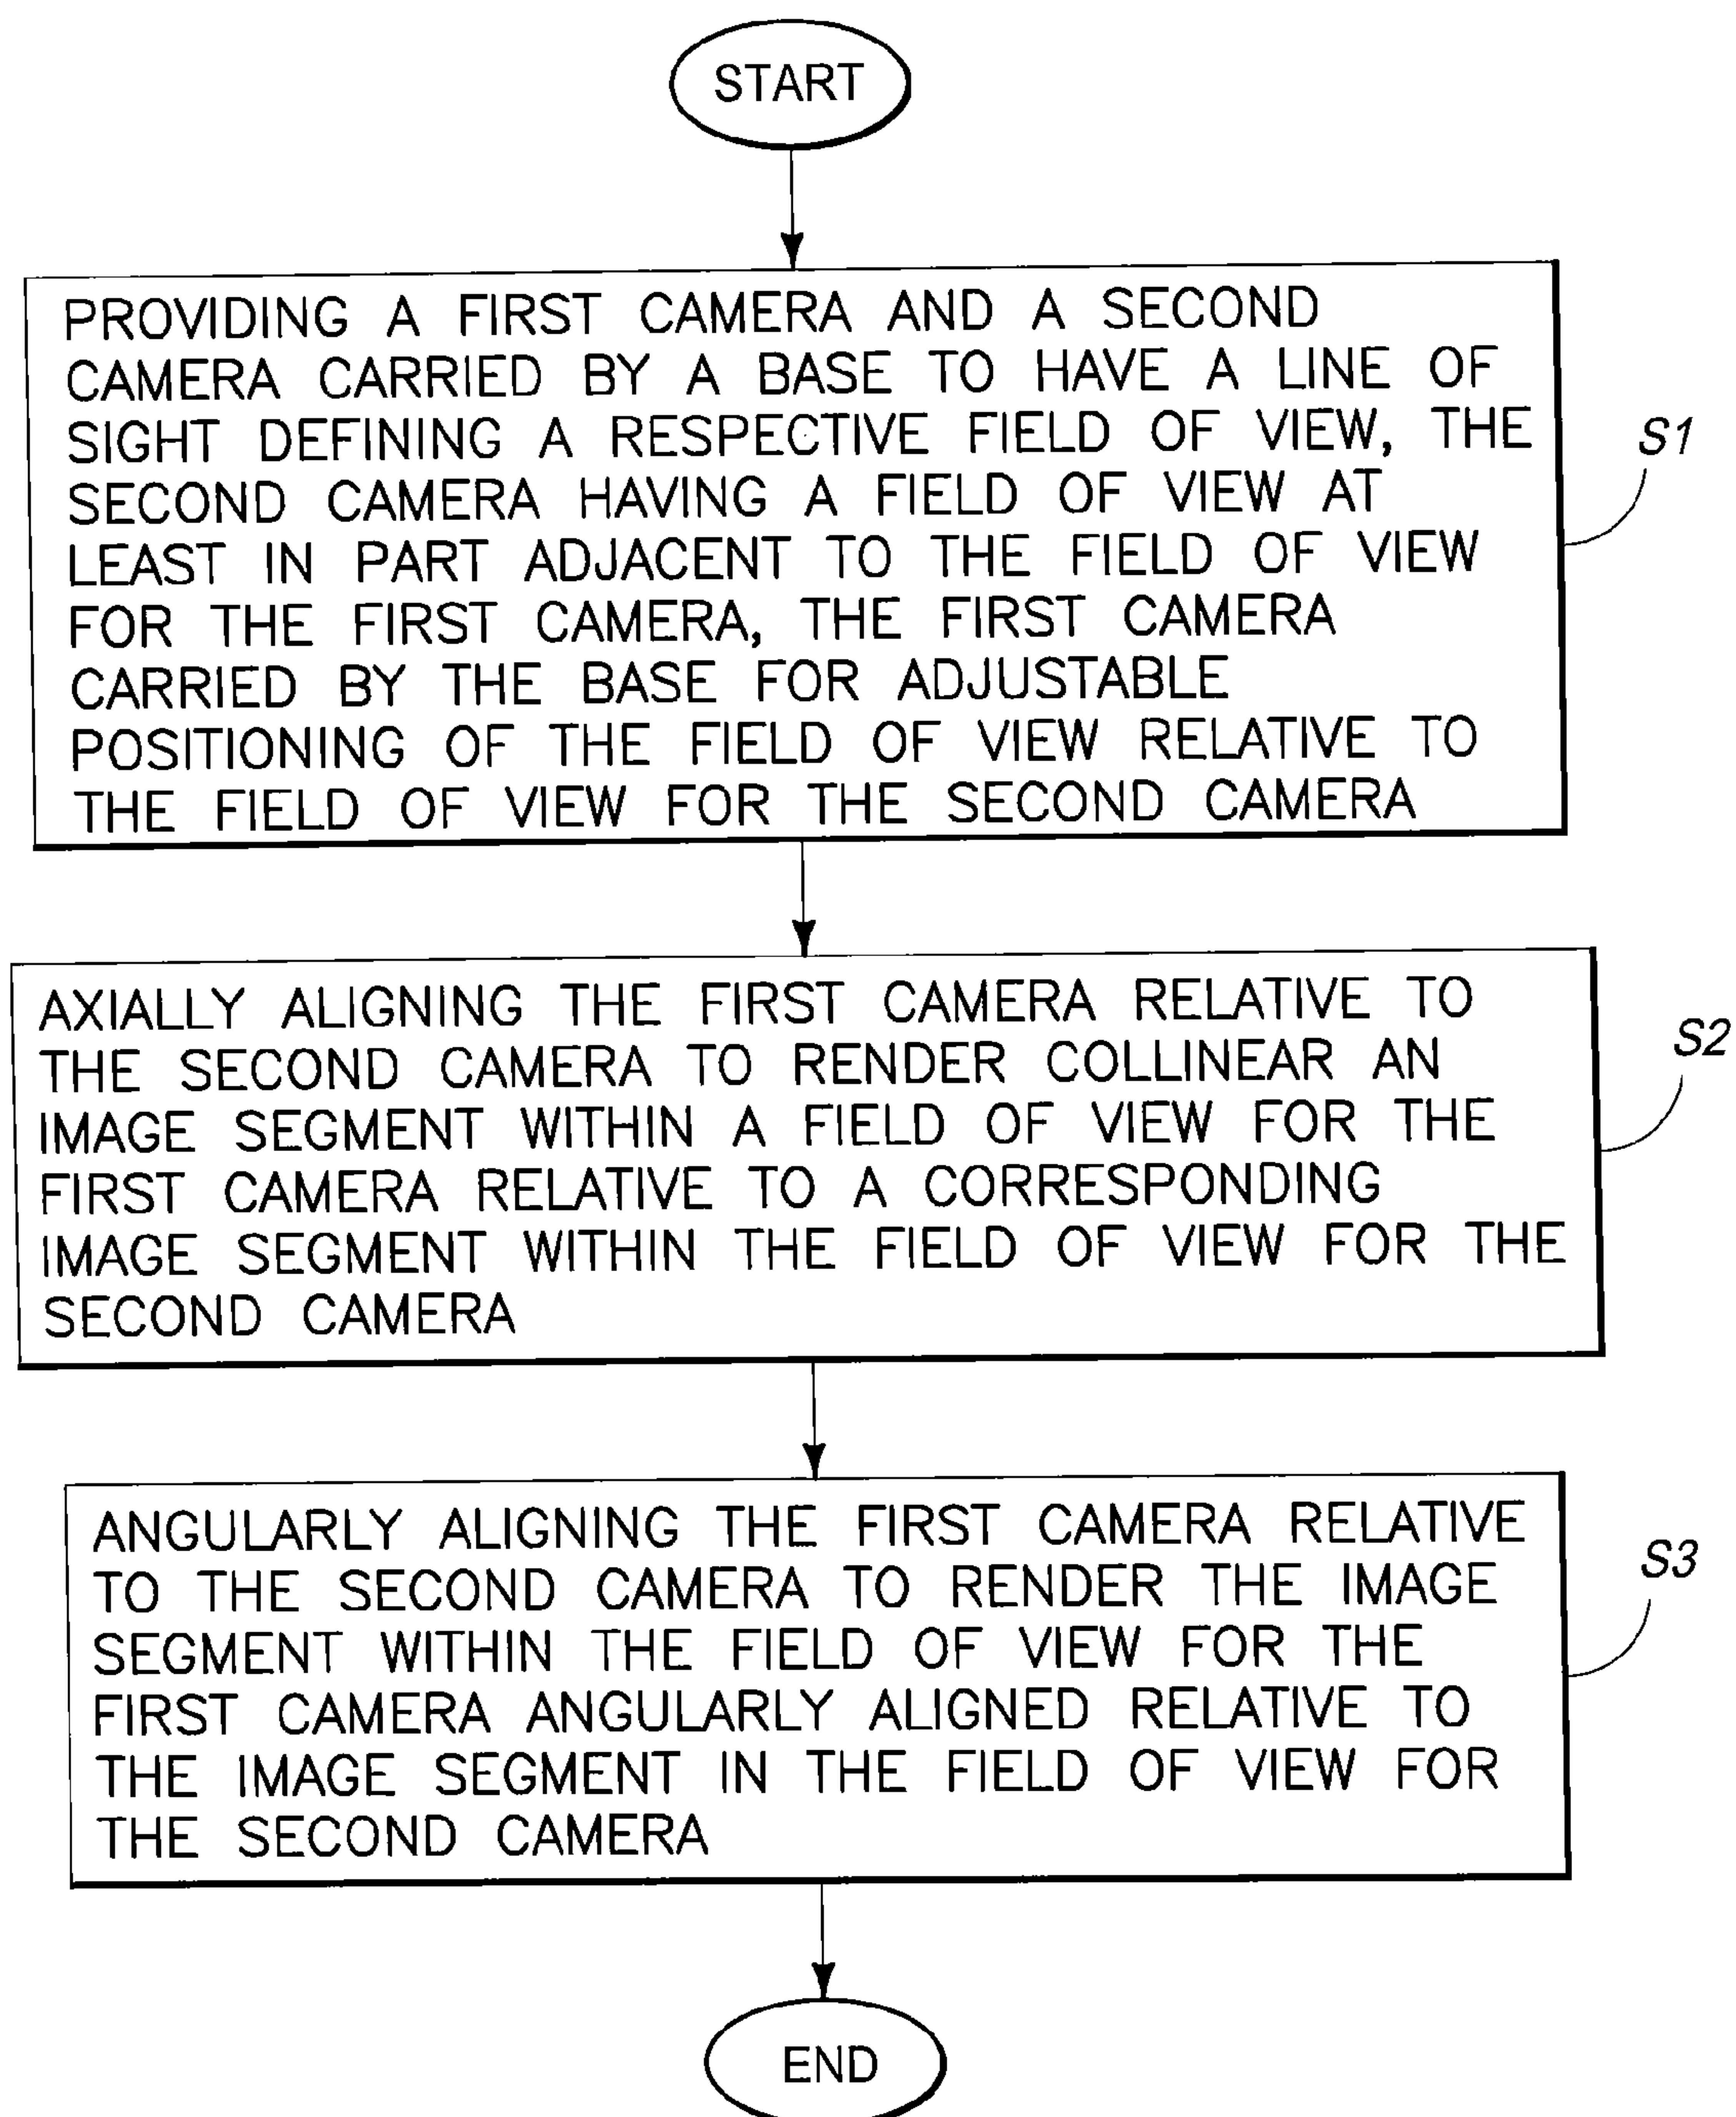 START
PROVIDING A FIRST CAMERA AND A SECOND
CAMERA CARRIED BY A BASE TO HAVE A LINE OF
SIGHT DEFINING A RESPECTIVE FIELD OF VIEW, THE
SECOND CAMERA HAVING A FIELD OF VIEW AT
LEAST IN PART ADJACENT TO THE FIELD OF VIEW
FOR THE FIRST CAMERA, THE FIRST CAMERA
CARRIED BY THE BASE FOR ADJUSTABLE
POSITIONING OF THE FIELD OF VIEW RELATIVE TO
THE FIELD OF VIEW FOR THE SECOND CAMERA
S1
AXIALLY ALIGNING THE FIRST CAMERA RELATIVE TO
THE SECOND CAMERA TO RENDER COLLINEAR AN
IMAGE SEGMENT WITHIN A FIELD OF VIEW FOR THE
FIRST CAMERA RELATIVE TO A CORRESPONDING
IMAGE SEGMENT WITHIN THE FIELD OF VIEW FOR THE
SECOND CAMERA
S2
ANGULARLY ALIGNING THE FIRST CAMERA RELATIVE
TO THE SECOND CAMERA TO RENDER THE IMAGE
SEGMENT WITHIN THE FIELD OF VIEW FOR THE
FIRST CAMERA ANGULARLY ALIGNED RELATIVE TO
THE IMAGE SEGMENT IN THE FIELD OF VIEW FOR
THE SECOND CAMERA
S3
END